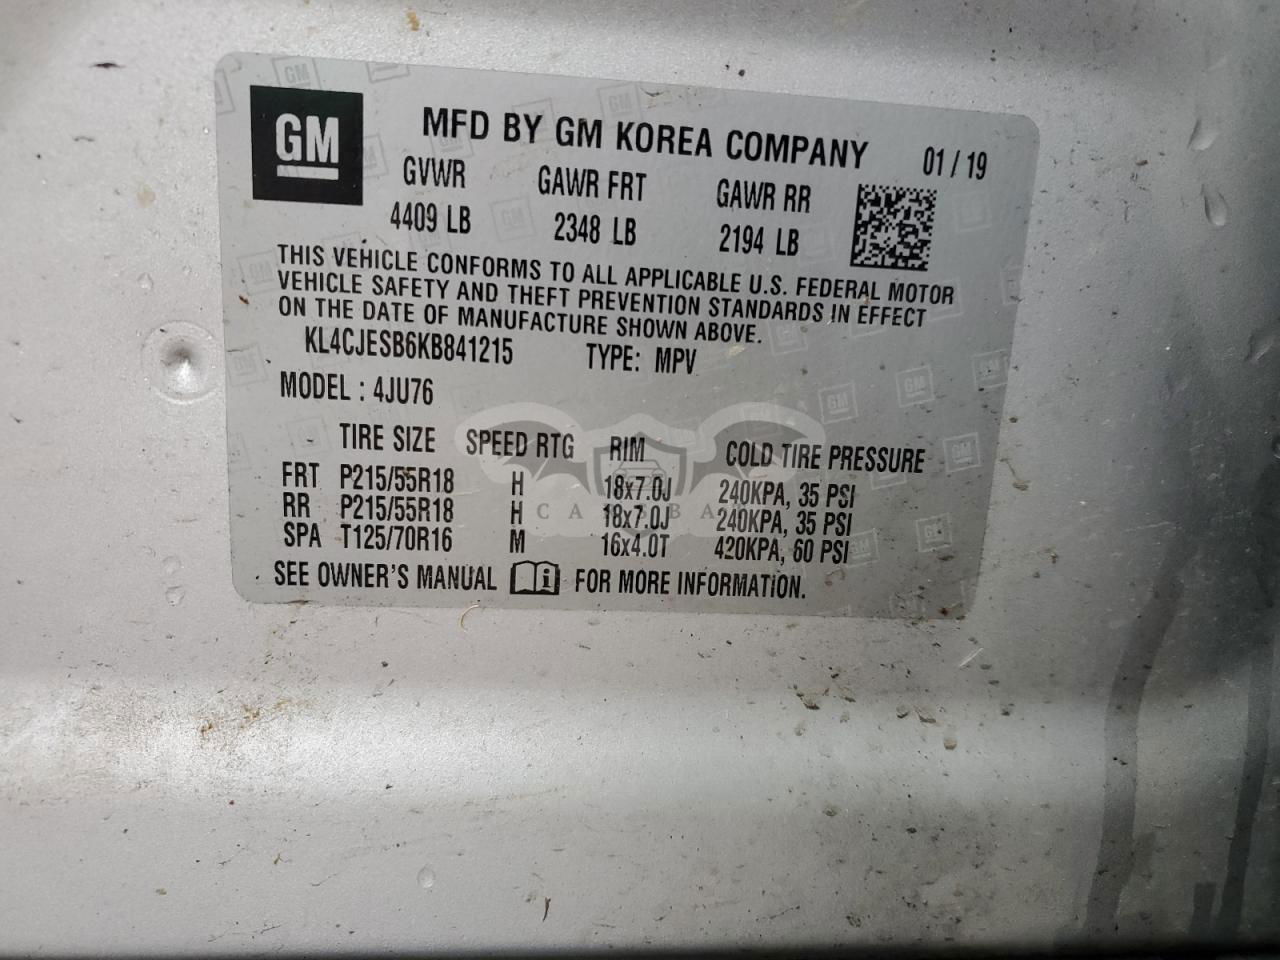 GM
MFD BY GM KOREA COMPANY 01 / 19
GVWR GAWR FRT GAWR RR
4409 LB 2348 LB 2194 LB
THIS VEHICLE CONFORMS TO ALL APPLICABLE U.S. FEDERAL MOTOR
VEHICLE SAFETY AND THEFT PREVENTION STANDARDS IN EFFECT
ON THE DATE OF MANUFACTURE SHOWN ABOVE.
KL4CJESB6KB841215 TYPE: MPV
MODEL : 4JU76
TIRE SIZE SPEED RTG RIM COLD TIRE PRESSURE
FRT P215/55R18 H 18x7.0J 240KPA, 35 PSI
RR P215/55R18 H 18x7.0J 240KPA, 35 PSI
SPA T125/70R16 M 16x4.0T 420KPA, 60 PSI
SEE OWNER'S MANUAL FOR MORE INFORMATION.